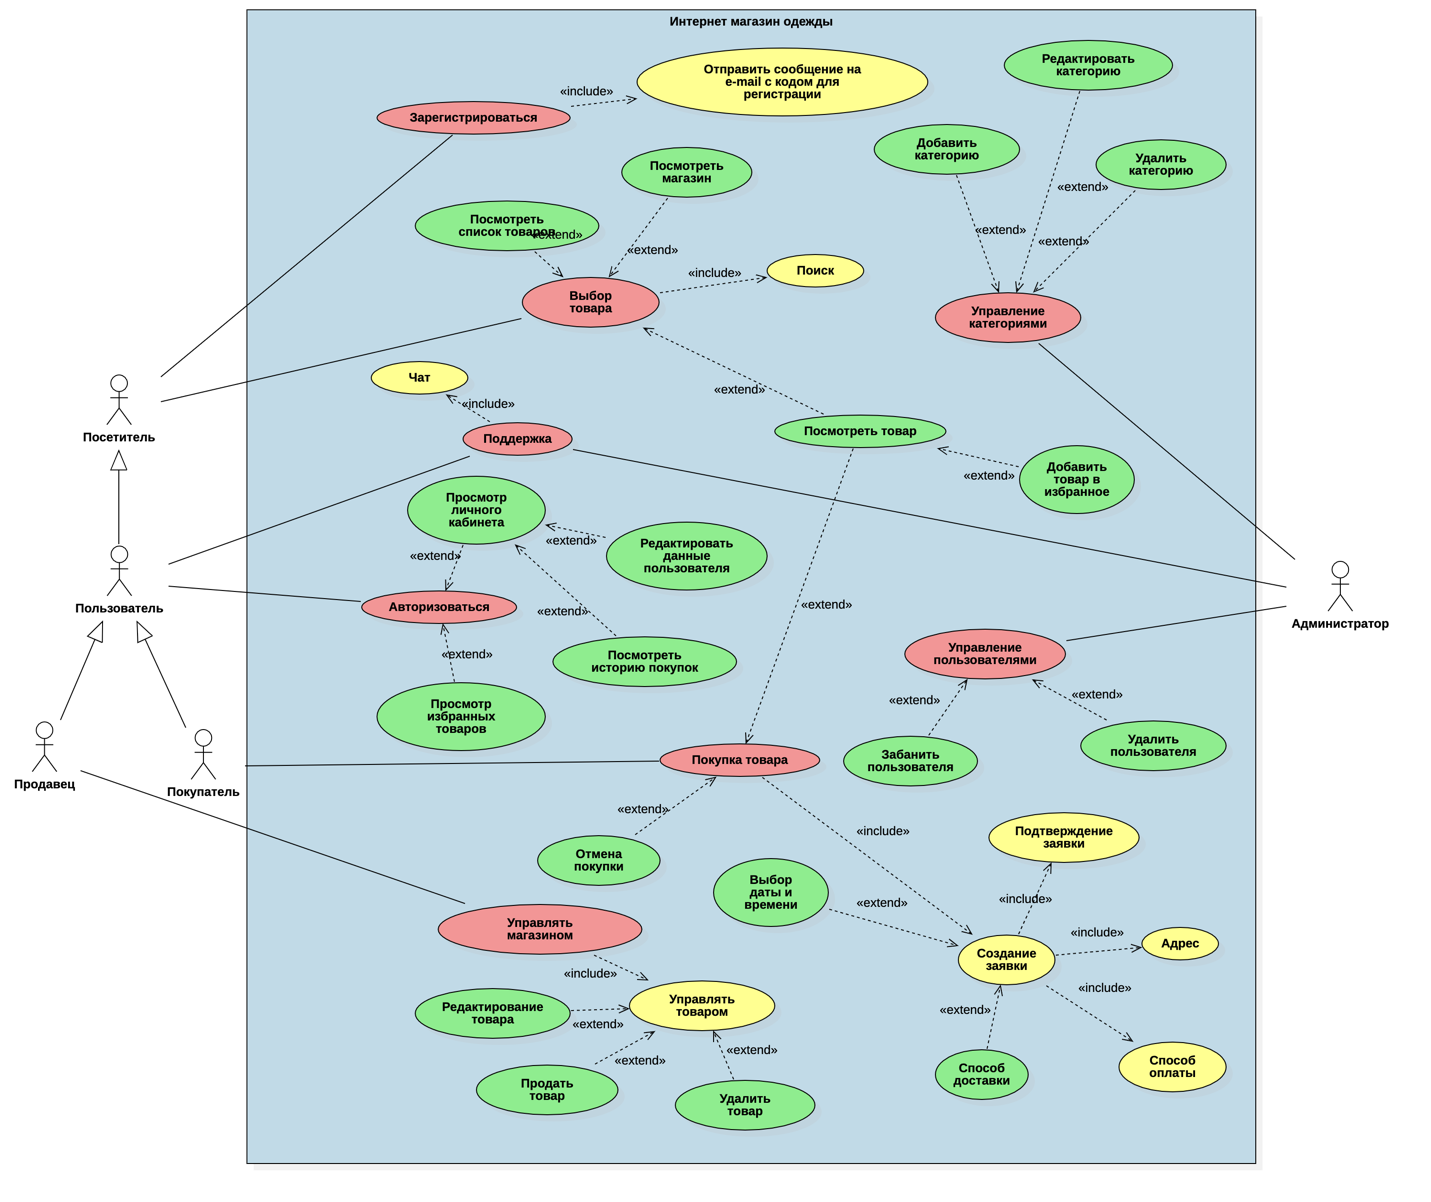 Интернет магазин одежды
Отправить сообщение на
e-mail с кодом для
регистрации
«include»
Зарегистрироваться
Редактировать
категорию
Добавить
категорию
Удалить
категорию
Посмотреть
магазин
«extend»
Посмотреть
список товаров
«extend»
«extend»
«extend»
«extend»
«include»
Поиск
Выбор
товара
Управление
категориями
Чат
«include»
«extend»
Посетитель
Поддержка
Посмотреть товар
«extend»
Добавить
товар в
избранное
Просмотр
личного
кабинета
«extend»
Редактировать
данные
пользователя
«extend»
Пользователь
Авторизоваться
«extend»
«extend»
Администратор
Управление
пользователями
«extend»
Посмотреть
историю покупок
Просмотр
избранных
товаров
«extend»
«extend»
Забанить
пользователя
Удалить
пользователя
Покупка товара
Продавец
Покупатель
«extend»
«include»
Подтверждение
заявки
Отмена
покупки
Выбор
даты и
времени
«extend»
«include»
Управлять
магазином
«include»
Адрес
Создание
заявки
«include»
«include»
Управлять
товаром
Редактирование
товара
«extend»
«extend»
«extend»
«extend»
Способ
оплаты
Способ
доставки
Продать
товар
Удалить
товар